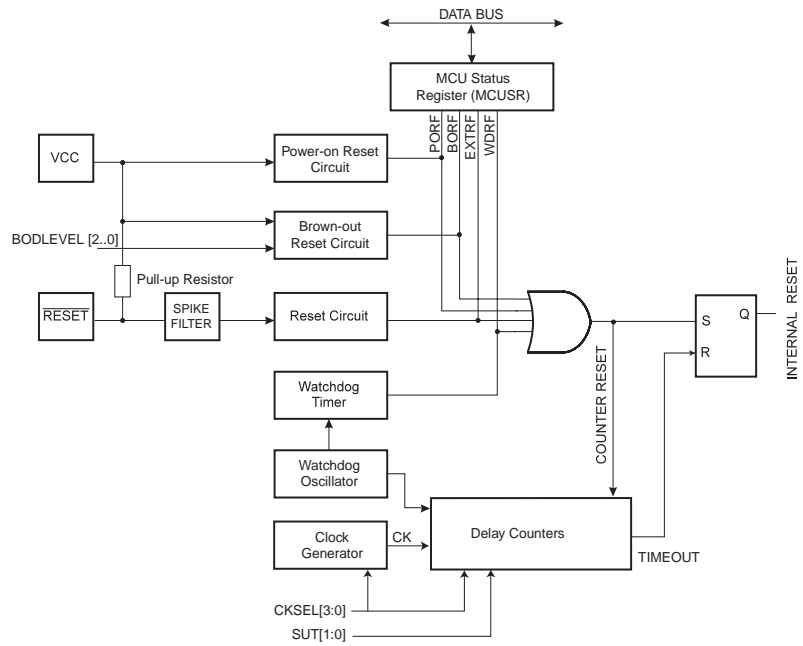 DATA BUS
MCU Status
Register (MCUSR)
PORF
BORF
EXTRF
WDRF
VCC
Power-on Reset
Circuit
Brown-out
Reset Circuit
BODLEVEL [2..0]
Pull-up Resistor
RESET
SPIKE
FILTER
Reset Circuit
S
Q
R
INTERNAL RESET
COUNTER RESET
Watchdog
Timer
Watchdog
Oscillator
Clock
Generator
CK
Delay Counters
TIMEOUT
CKSEL[3:0]
SUT[1:0]